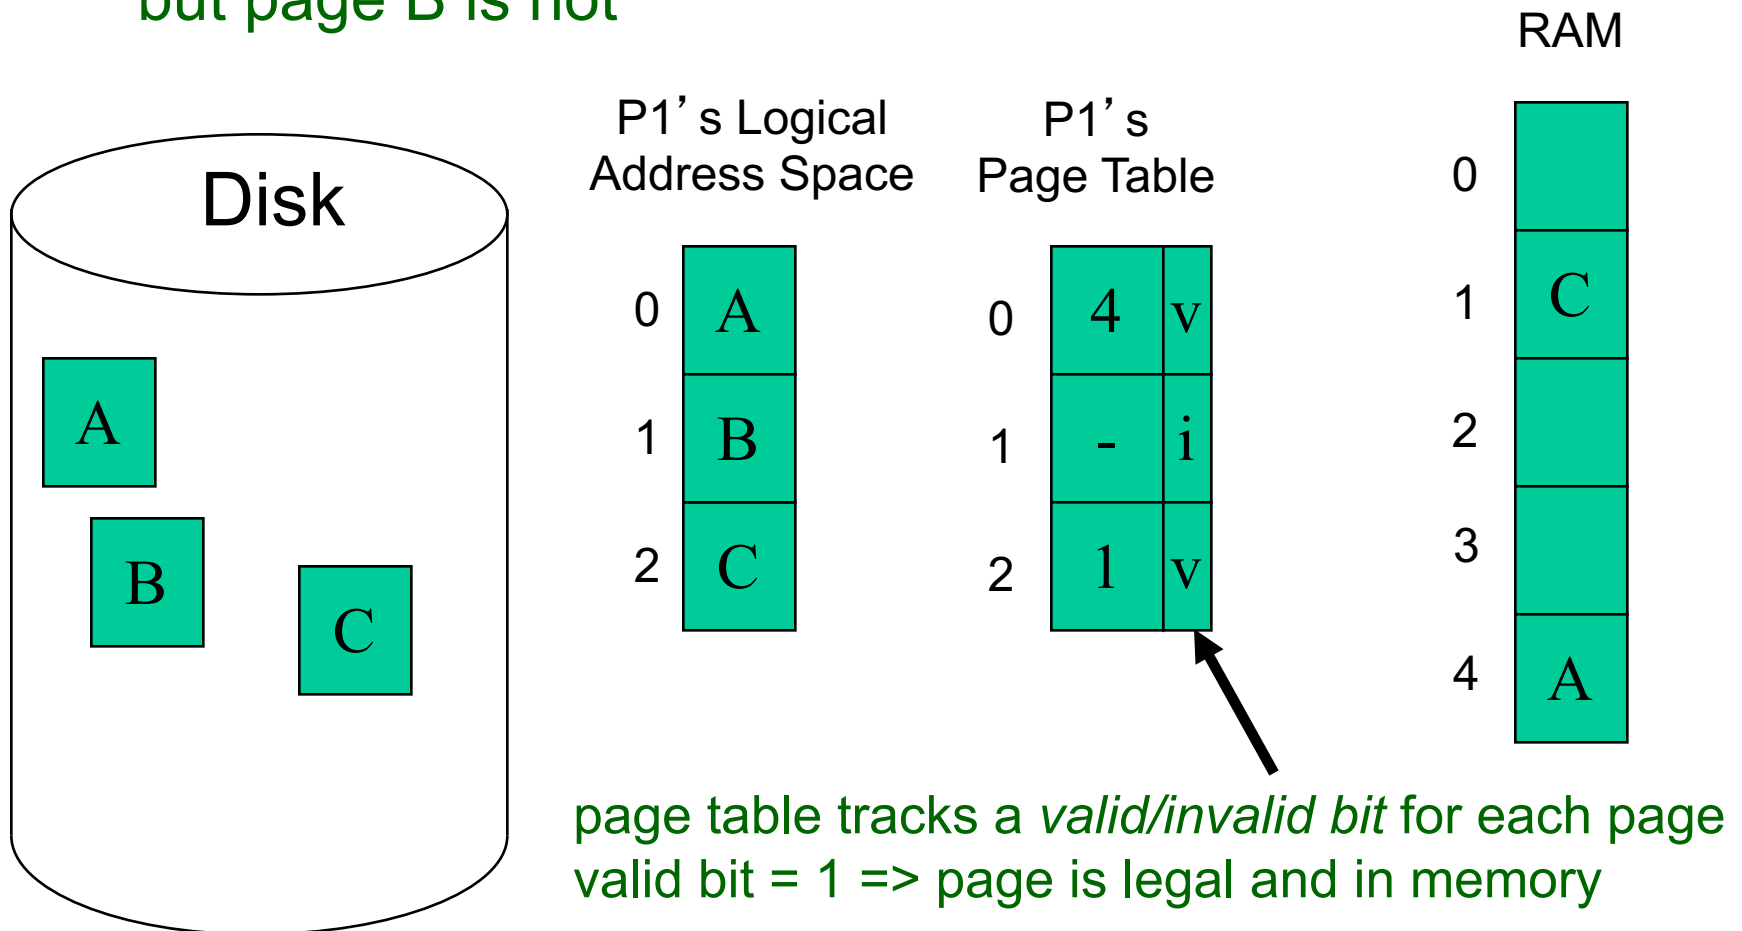 but page B is not
RAM
P1’s Logical
Address Space
P1’s
Page Table
Disk
A
B
C
0 A
1 B
2 C
0 4 v
1 - i
2 1 v
0
1 C
2
3
4 A
page table tracks a valid/invalid bit for each page
valid bit = 1 => page is legal and in memory